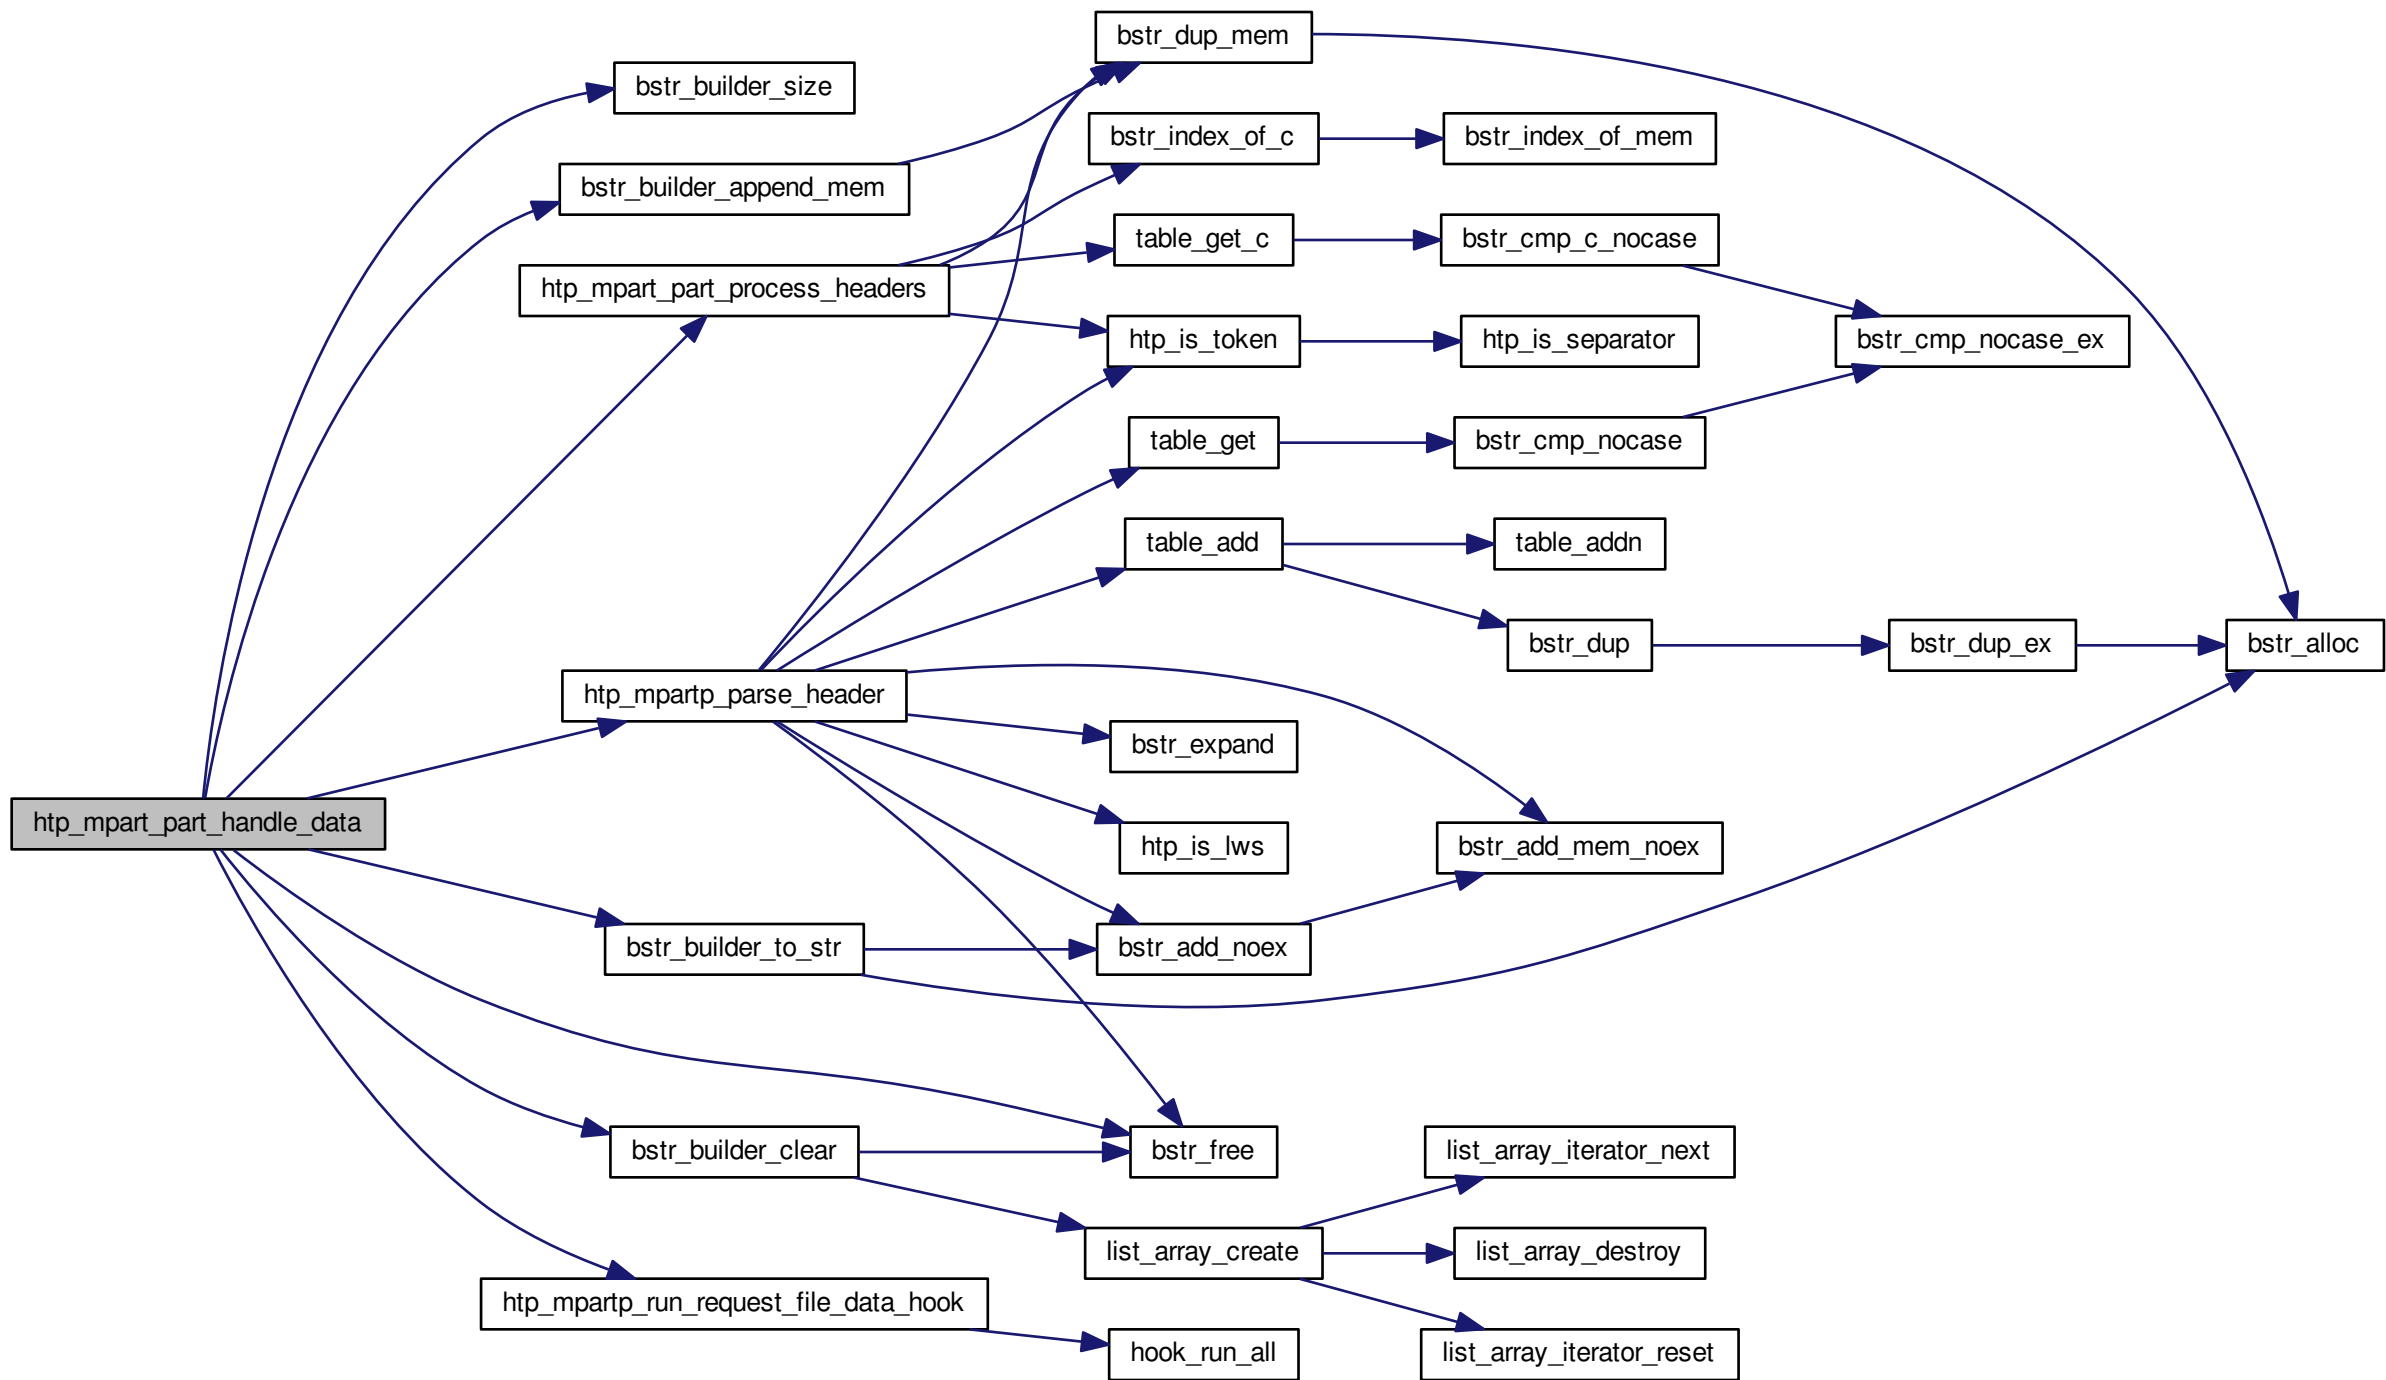 bstr_dup_mem
bstr_builder_size
bstr_index_of_c
bstr_index_of_mem
bstr_builder_append_mem
table_get_c
bstr_cmp_c_nocase
htp_mpart_part_process_headers
htp_is_token
htp_is_separator
bstr_cmp_nocase_ex
table_get
bstr_cmp_nocase
table_add
table_addn
bstr_dup
bstr_dup_ex
bstr_alloc
htp_mpartp_parse_header
bstr_expand
htp_mpart_part_handle_data
htp_is_lws
bstr_add_mem_noex
bstr_builder_to_str
bstr_add_noex
bstr_builder_clear
bstr_free
list_array_iterator_next
list_array_create
list_array_destroy
htp_mpartp_run_request_file_data_hook
hook_run_all
list_array_iterator_reset